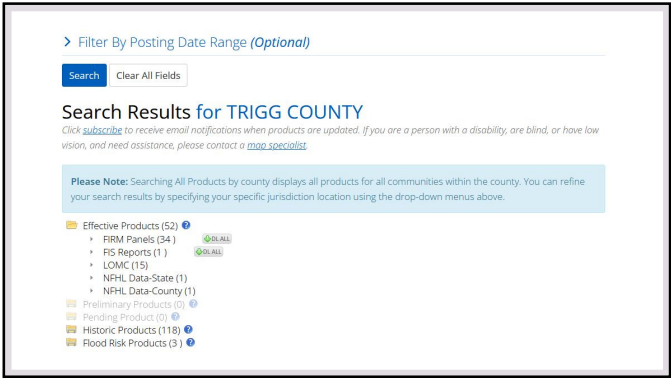 Filter By Posting Date Range (Optional)
Search Clear All Fields
Search Results for TRIGG COUNTY
Click subscribe to receive email notifications when products are updated. If you are a person with a disability, are blind, or have low
vision, and need assistance, please contact a map specialist.
Please Note: Searching All Products by county displays all products for all communities within the county. You can refine
your search results by specifying your specific jurisdiction location using the drop-down menus above.
Effective Products (52) ?
FIRM Panels (34 ) DL ALL
FIS Reports (1 ) DL ALL
LOMC (15)
NFHL Data-State (1)
NFHL Data-County (1)
Preliminary Products (0) ?
Pending Product (0) ?
Historic Products (118) ?
Flood Risk Products (3 ) ?